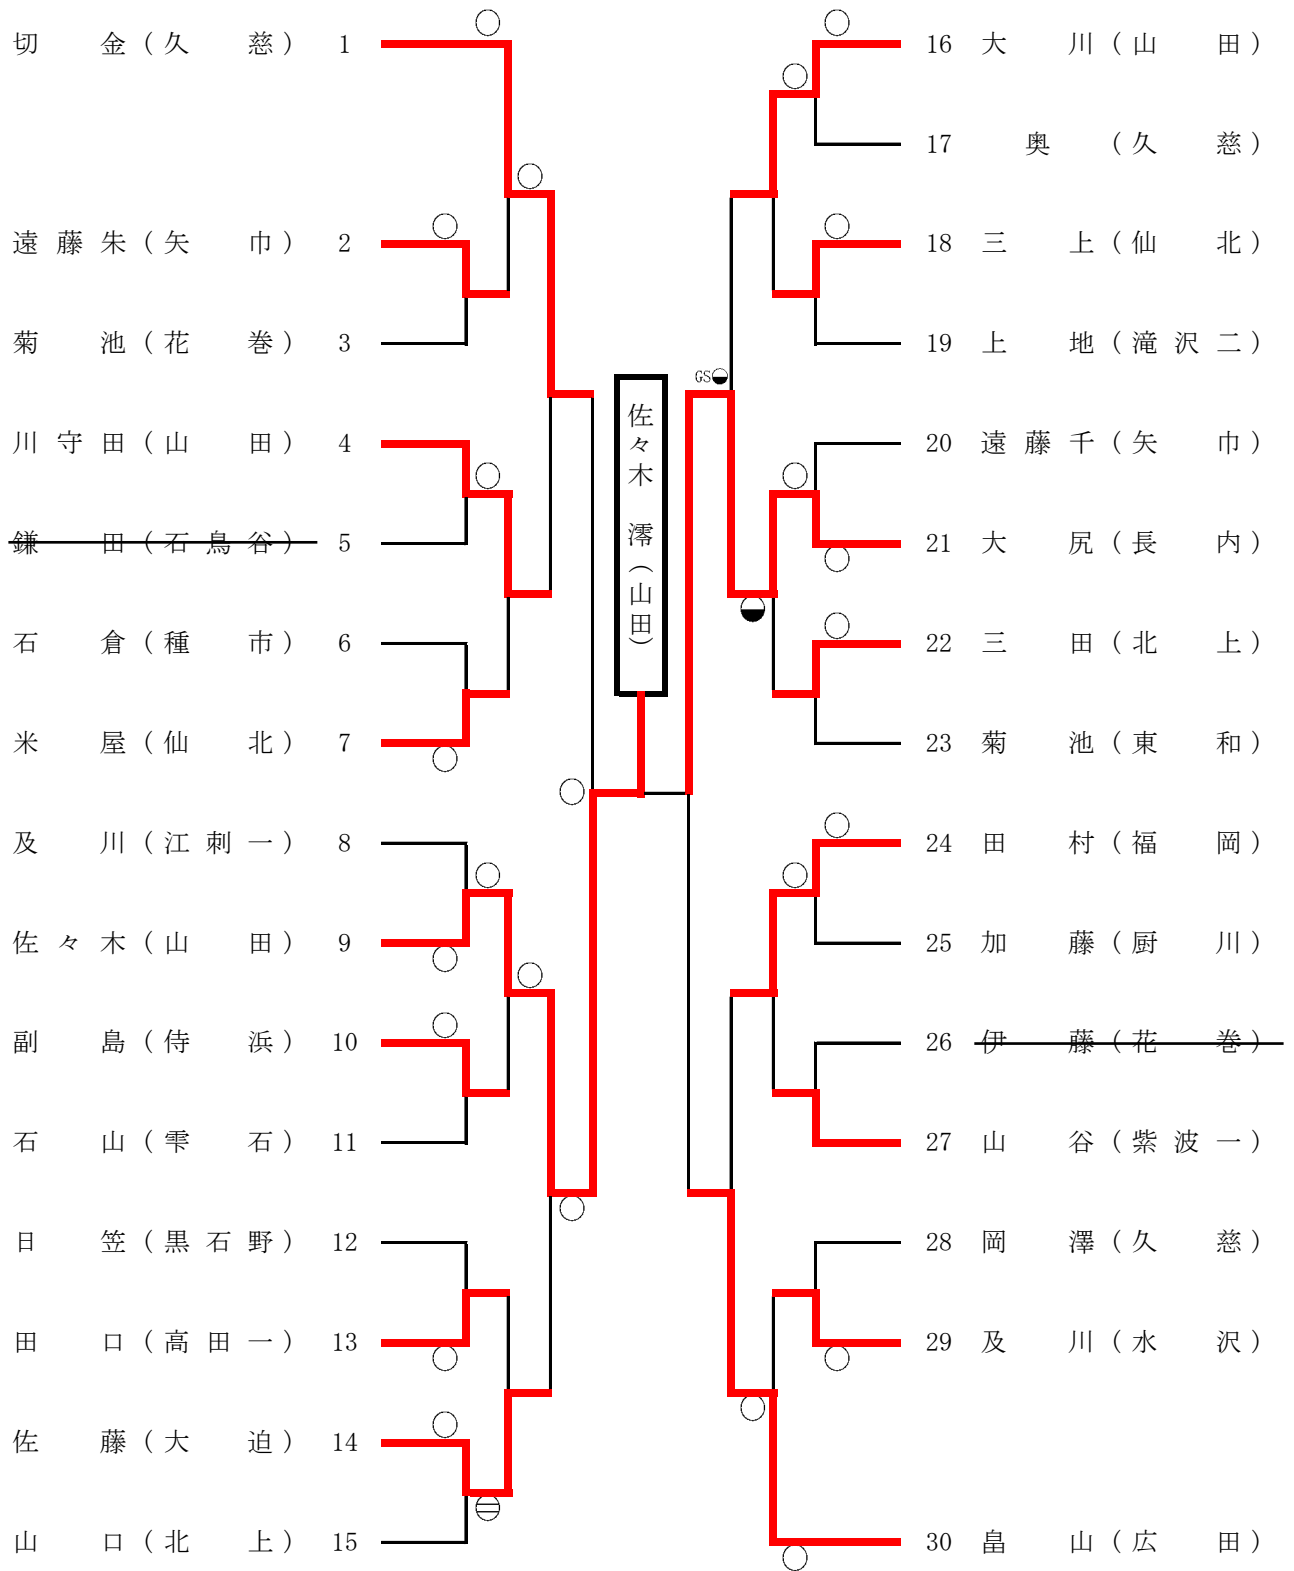 切金（久慈） 1
遠藤朱（矢巾） 2
菊池（花巻） 3
川守田（山田） 4
鎌田（石鳥谷） 5
石倉（種市） 6
米屋（仙北） 7
及川（江刺一） 8
佐々木（山田） 9
副島（侍浜） 10
石山（雫石） 11
日笠（黒石野） 12
田口（高田一） 13
佐藤（大迫） 14
山口（北上） 15
佐々木 澪（山田）
GS
16 大川（山田）
17 奥（久慈）
18 三上（仙北）
19 上地（滝沢二）
20 遠藤千（矢巾）
21 大尻（長内）
22 三田（北上）
23 菊池（東和）
24 田村（福岡）
25 加藤（厨川）
26 伊藤（花巻）
27 山谷（紫波一）
28 岡澤（久慈）
29 及川（水沢）
30 畠山（広田）